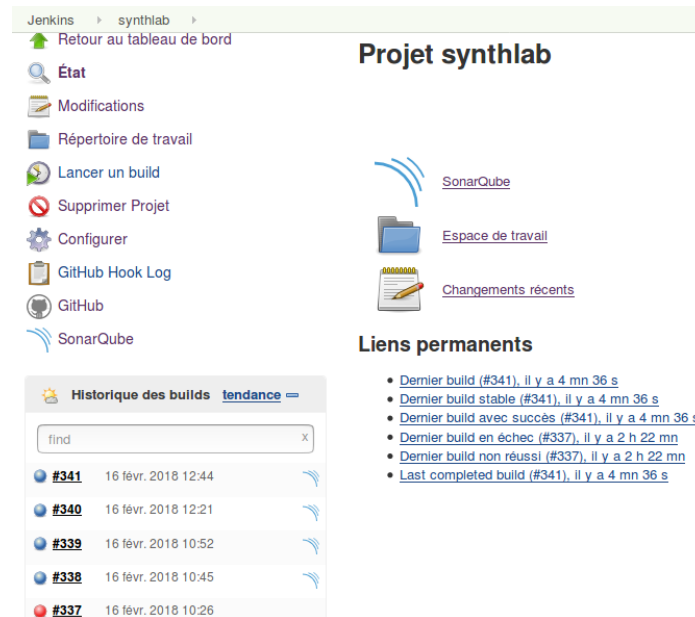 Jenkins synthlab
Retour au tableau de bord
État
Modifications
Répertoire de travail
Lancer un build
Supprimer Projet
Configurer
GitHub Hook Log
GitHub
SonarQube
Historique des builds tendance
find x
#341 16 févr. 2018 12:44
#340 16 févr. 2018 12:21
#339 16 févr. 2018 10:52
#338 16 févr. 2018 10:45
#337 16 févr. 2018 10:26
Projet synthlab
SonarQube
Espace de travail
Changements récents
Liens permanents
Dernier build (#341), il y a 4 mn 36 s
Dernier build stable (#341), il y a 4 mn 36 s
Dernier build avec succès (#341), il y a 4 mn 36 s
Dernier build en échec (#337), il y a 2 h 22 mn
Dernier build non réussi (#337), il y a 2 h 22 mn
Last completed build (#341), il y a 4 mn 36 s